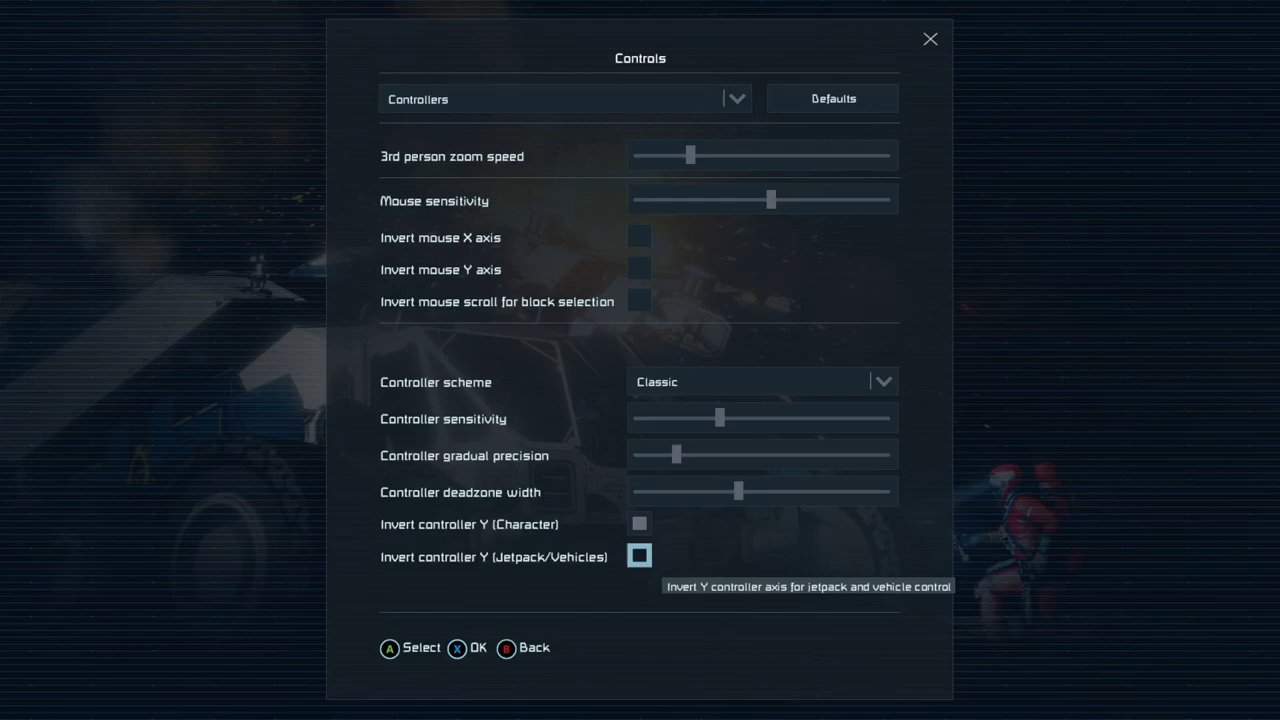 Controls
Controllers
Defaults
3rd person zoom speed
Mouse sensitivity
Invert mouse X axis
Invert mouse Y axis
Invert mouse scroll for block selection
Controller scheme
Classic
Controller sensitivity
Controller gradual precision
Controller deadzone width
Invert controller Y (Character)
Invert controller Y (Jetpack/Vehicles)
Invert Y controller axis for jetpack and vehicle control
A Select X OK B Back